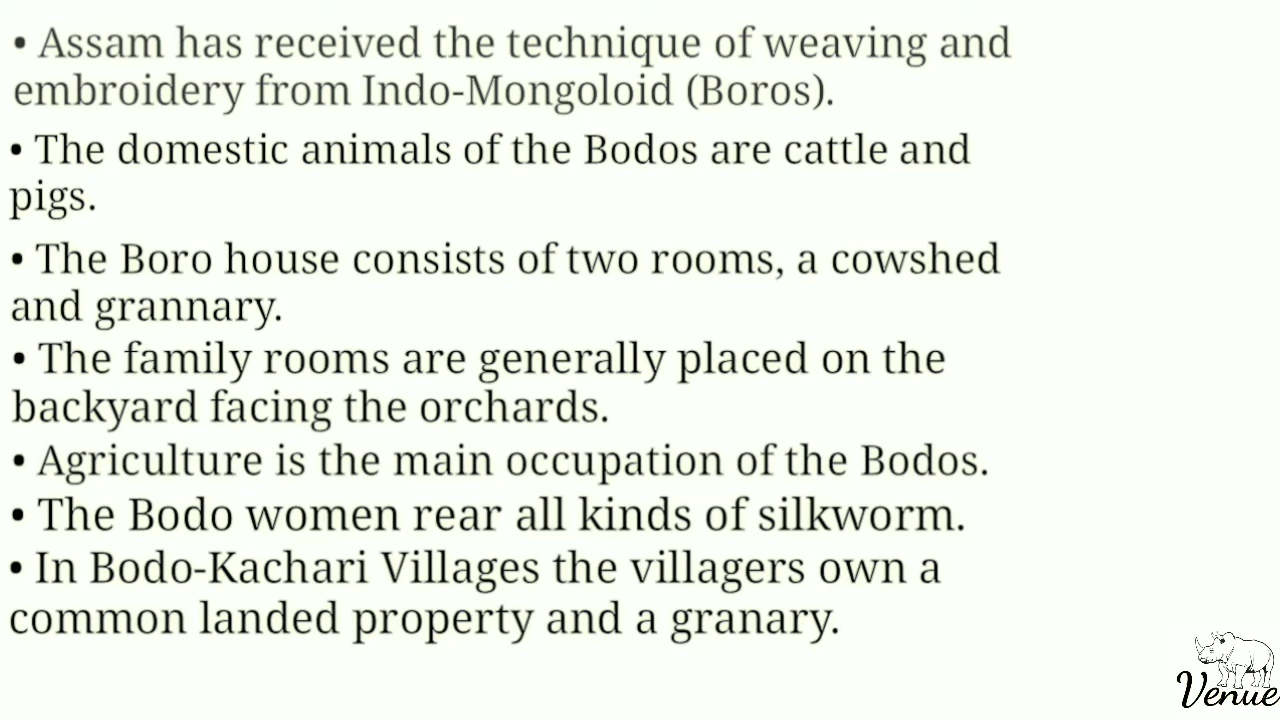 • Assam has received the technique of weaving and
embroidery from Indo-Mongoloid (Boros).
• The domestic animals of the Bodos are cattle and
pigs.
• The Boro house consists of two rooms, a cowshed
and grannary.
• The family rooms are generally placed on the
backyard facing the orchards.
• Agriculture is the main occupation of the Bodos.
• The Bodo women rear all kinds of silkworm.
• In Bodo-Kachari Villages the villagers own a
common landed property and a granary.
Venue